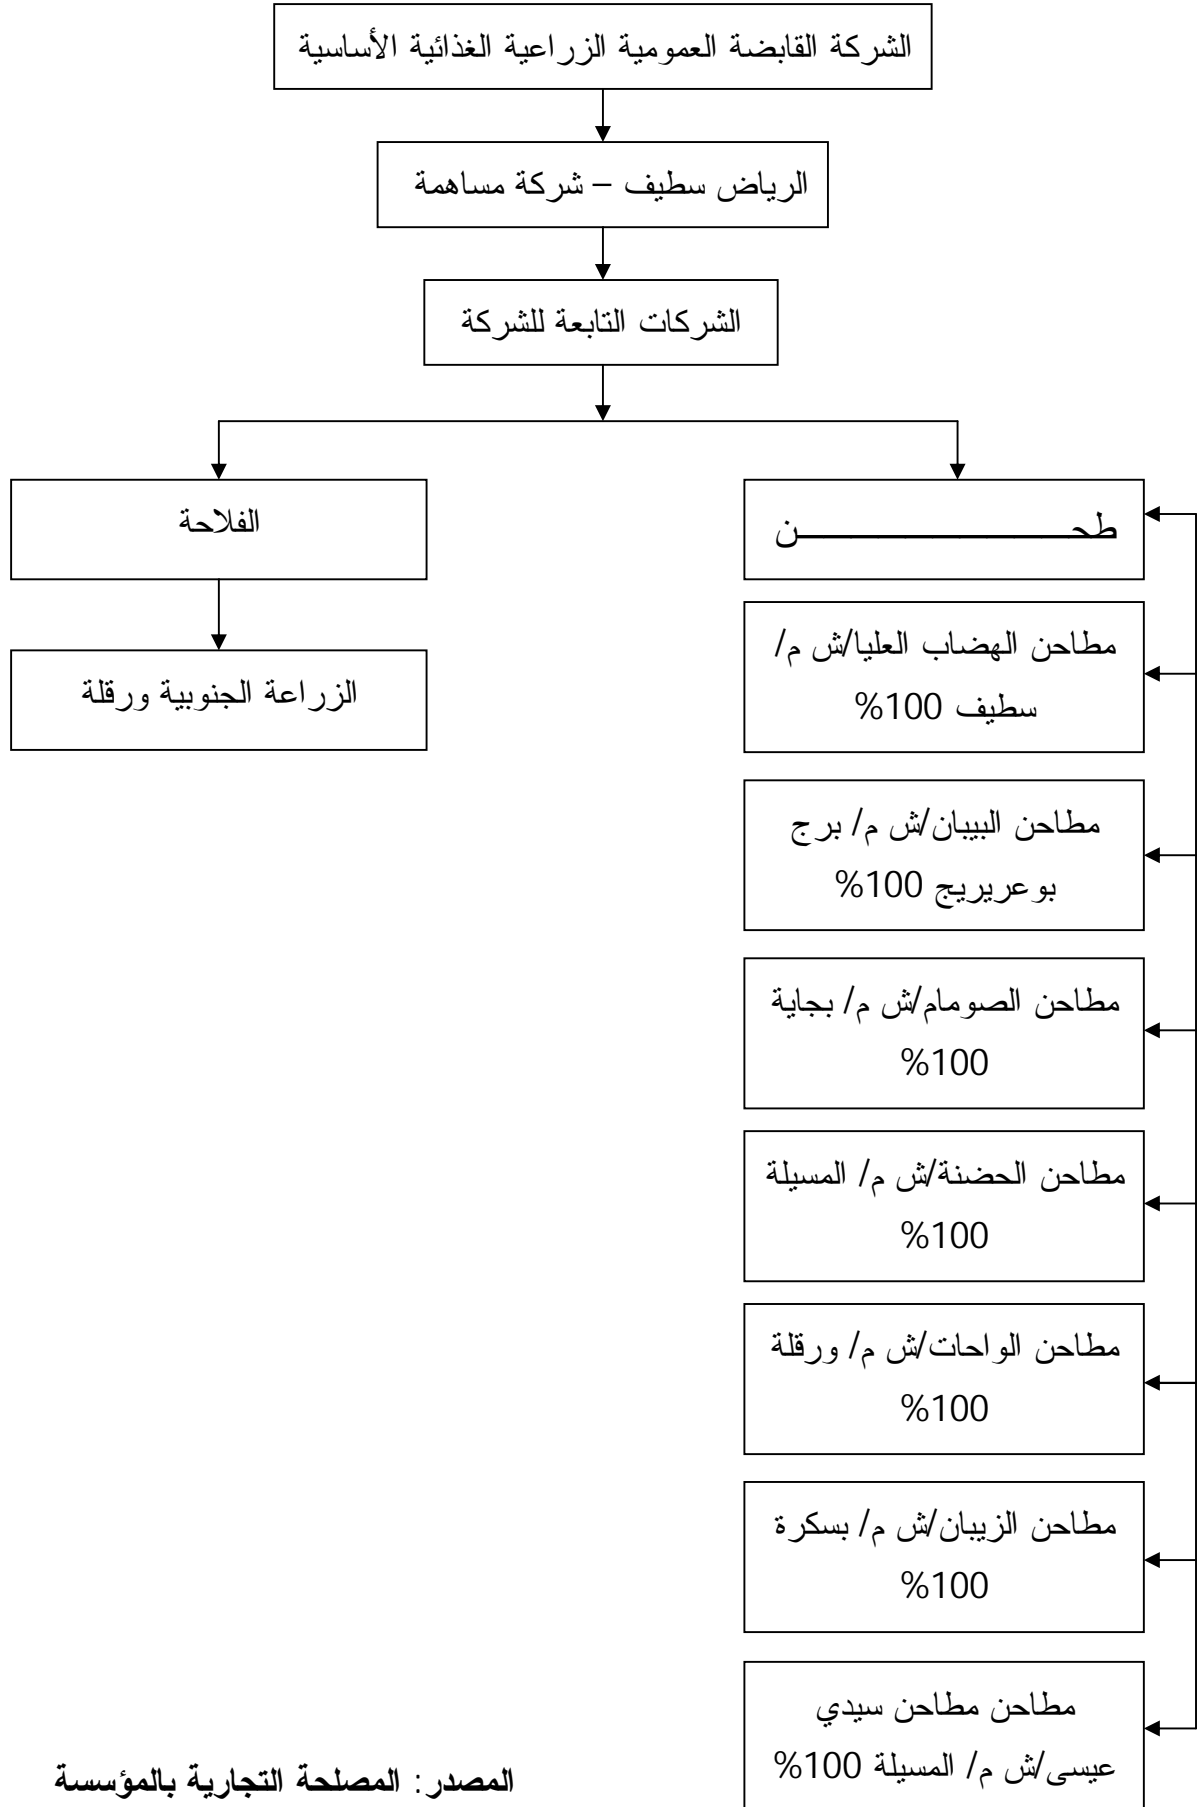 الشركة القابضة العمومية الزراعية الغذائية الأساسية
الرياض سطيف – شركة مساهمة
الشركات التابعة للشركة
طحـــــــــــــــن
الفلاحة
مطاحن الهضاب العليا/ش م/
سطيف 100%
الزراعة الجنوبية ورقلة
مطاحن البيبان/ش م/ برج
بوعريريج 100%
مطاحن الصومام/ش م/ بجاية
100%
مطاحن الحضنة/ش م/ المسيلة
100%
مطاحن الواحات/ش م/ ورقلة
100%
مطاحن الزيبان/ش م/ بسكرة
100%
مطاحن مطاحن سيدي
عيسى/ش م/ المسيلة 100%
المصدر: المصلحة التجارية بالمؤسسة